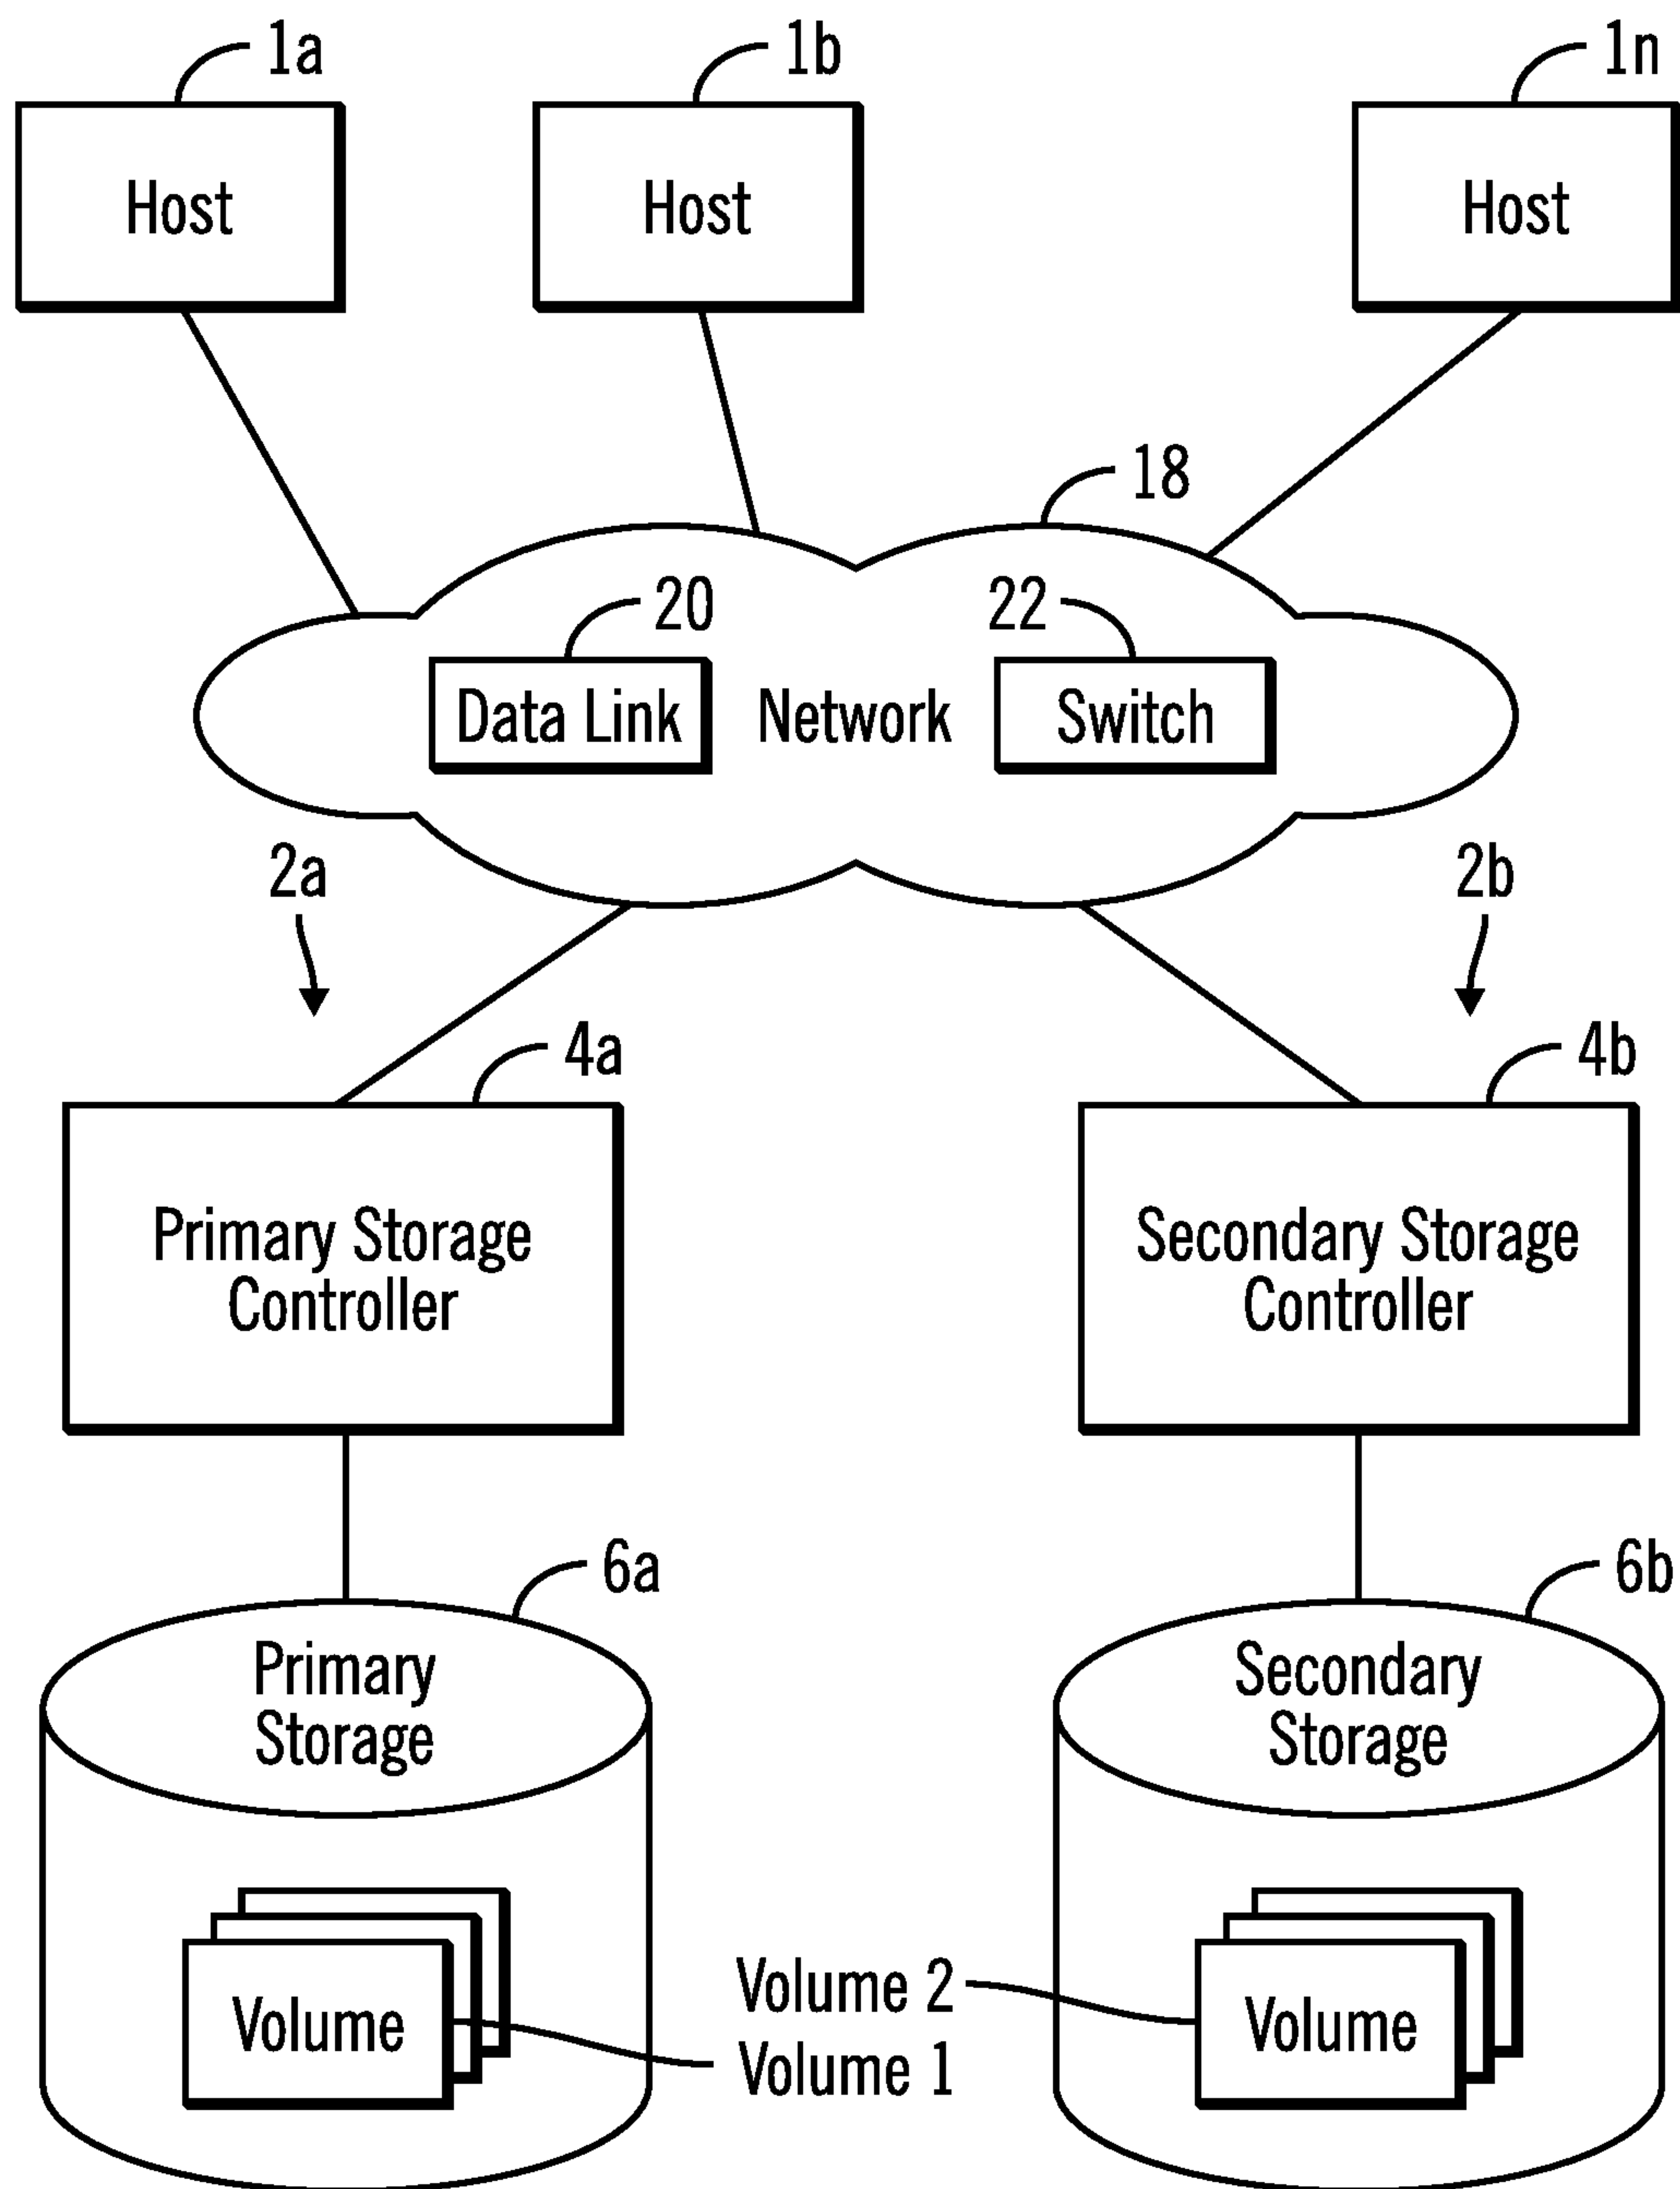 1a
1b
1n
Host
Host
Host
18
20
22
Data Link
Network
Switch
2a
2b
4a
4b
Primary Storage
Controller
Secondary Storage
Controller
6a
6b
Primary
Storage
Secondary
Storage
Volume 2
Volume
Volume
Volume 1